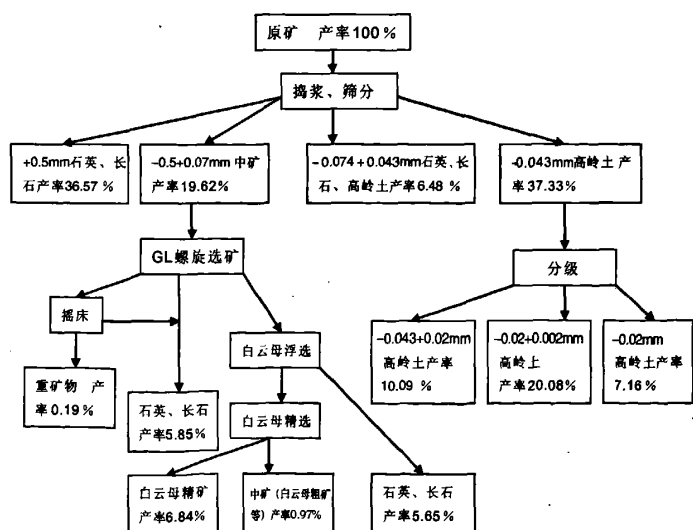 原矿 产率100%
捣浆、筛分
+0.5mm石英、长
石产率36.57%
-0.5+0.07mm中矿
产率19.62%
-0.074+0.043mm石英、长
石、高岭土产率6.48%
-0.043mm高岭土 产
率37.33%
GL螺旋选矿
分级
摇床
白云母浮选
-0.043+0.02mm
高岭土产率
10.09%
-0.02+0.002mm
高岭上
产率20.08%
-0.02mm
高岭土产率
7.16%
重矿物 产
率0.19%
石英、长石
产率5.85%
白云母精选
白云母精矿
产率6.84%
中矿(白云母粗矿
等)产率0.97%
石英、长石
产率5.65%